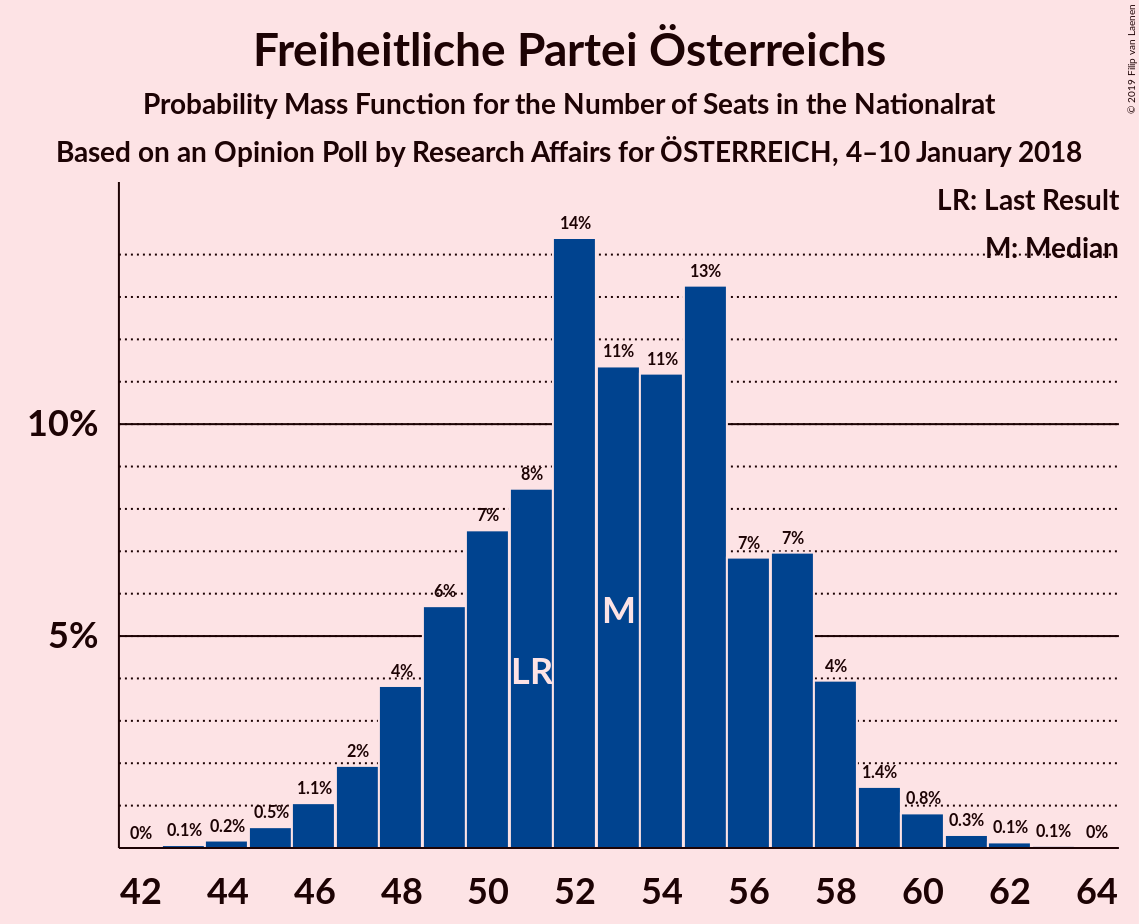 Freiheitliche Partei Österreichs
Probability Mass Function for the Number of Seats in the Nationalrat
Based on an Opinion Poll by Research Affairs for ÖSTERREICH, 4–10 January 2018
© 2019 Filip van Laenen
LR: Last Result
M: Median
10%
5%
0%
0.1%
0.2%
0.5%
1.1%
2%
4%
6%
7%
8%
14%
11%
11%
13%
7%
7%
4%
1.4%
0.8%
0.3%
0.1%
0.1%
0%
LR
M
42 44 46 48 50 52 54 56 58 60 62 64